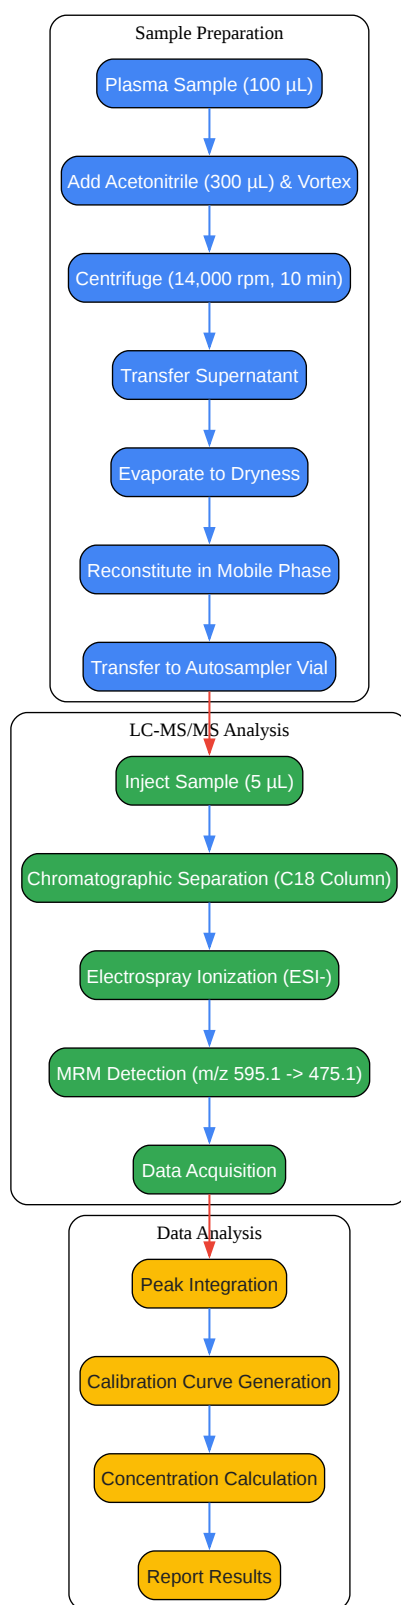 Sample Preparation
Plasma Sample (100 µL)
Add Acetonitrile (300 µL) & Vortex
Centrifuge (14,000 rpm, 10 min)
Transfer Supernatant
Evaporate to Dryness
Reconstitute in Mobile Phase
Transfer to Autosampler Vial
LC-MS/MS Analysis
Inject Sample (5 µL)
Chromatographic Separation (C18 Column)
Electrospray Ionization (ESI-)
MRM Detection (m/z 595.1 -> 475.1)
Data Acquisition
Data Analysis
Peak Integration
Calibration Curve Generation
Concentration Calculation
Report Results